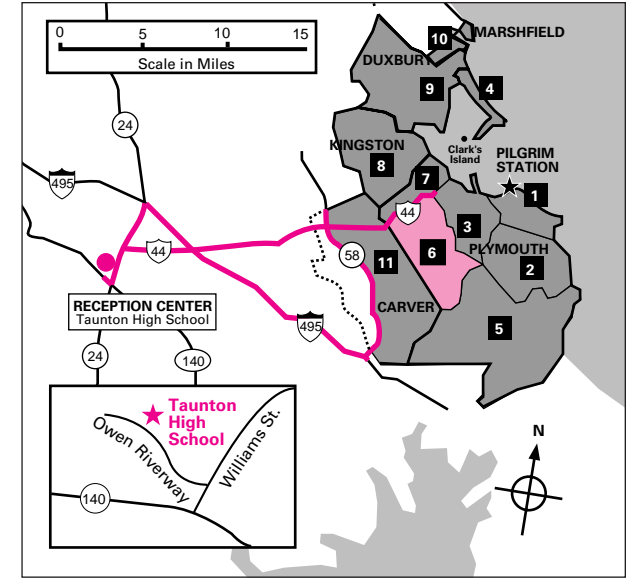 0 5 10 15
Scale in Miles
10
MARSHFIELD
DUXBURY
9
4
24
KINGSTON
Clark's
Island
PILGRIM
STATION
8
7
1
495
44
3
44
58
6
PLYMOUTH
11
2
CARVER
RECEPTION CENTER
Taunton High School
495
5
24
140
Taunton
High
School
Owen Riverway
Williams St.
140
N